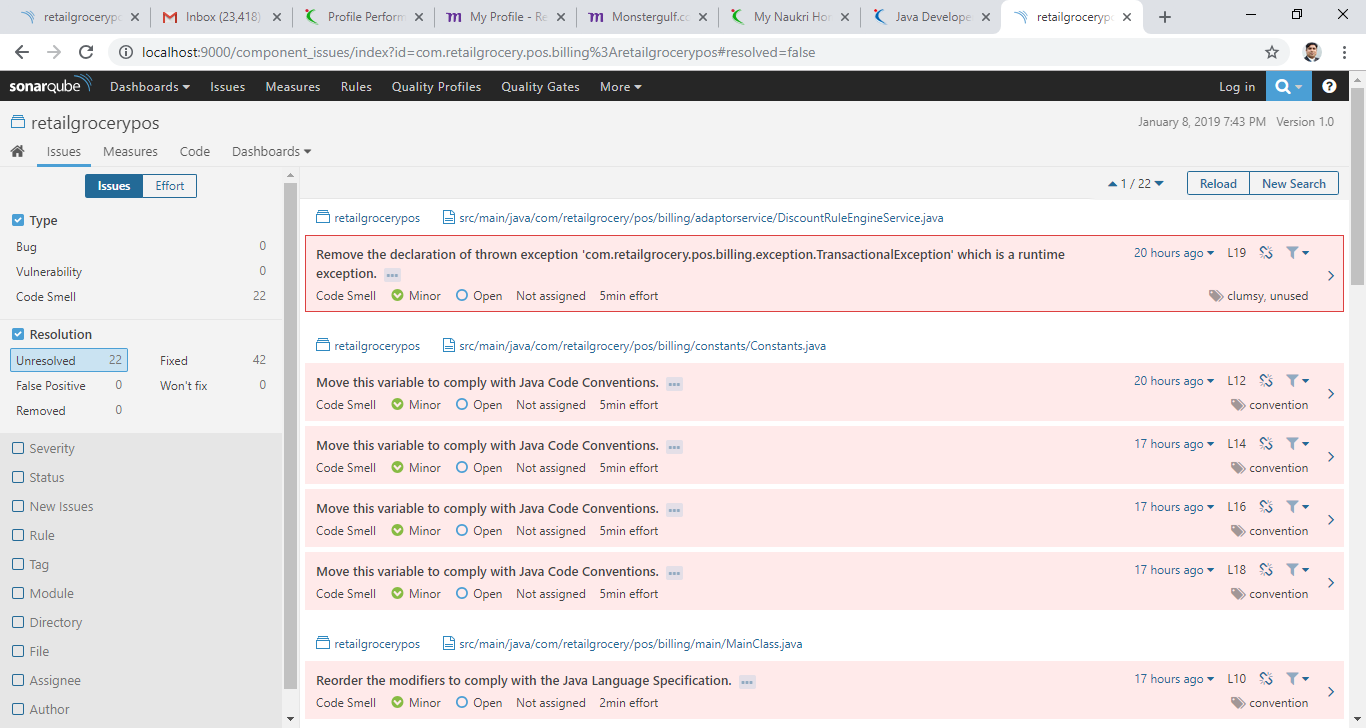 retailgrocerypo
Inbox (23,418)
Profile Perform
My Profile - Re
Monstergulf.co
My Naukri Ho
Java Develope
retailgrocerypo
localhost:9000/component_issues/index?id=com.retailgrocery.pos.billing%3Aretailgrocerypos#resolved=false
sonarqube Dashboards Issues Measures Rules Quality Profiles Quality Gates More Log in ?
retailgrocerypos
January 8, 2019 7:43 PM Version 1.0
Issues Measures Code Dashboards
Issues Effort
1 / 22 Reload New Search
Type
Bug 0
Vulnerability 0
Code Smell 22
Resolution
Unresolved 22 Fixed 42
False Positive 0 Won't fix 0
Removed 0
Severity
Status
New Issues
Rule
Tag
Module
Directory
File
Assignee
Author
retailgrocerypos src/main/java/com/retailgrocery/pos/billing/adaptorservice/DiscountRuleEngineService.java
Remove the declaration of thrown exception 'com.retailgrocery.pos.billing.exception.TransactionalException' which is a runtime 20 hours ago L19
exception.
Code Smell Minor Open Not assigned 5min effort clumsy, unused
retailgrocerypos src/main/java/com/retailgrocery/pos/billing/constants/Constants.java
Move this variable to comply with Java Code Conventions. 20 hours ago L12
Code Smell Minor Open Not assigned 5min effort convention
Move this variable to comply with Java Code Conventions. 17 hours ago L14
Code Smell Minor Open Not assigned 5min effort convention
Move this variable to comply with Java Code Conventions. 17 hours ago L16
Code Smell Minor Open Not assigned 5min effort convention
Move this variable to comply with Java Code Conventions. 17 hours ago L18
Code Smell Minor Open Not assigned 5min effort convention
retailgrocerypos src/main/java/com/retailgrocery/pos/billing/main/MainClass.java
Reorder the modifiers to comply with the Java Language Specification. 17 hours ago L10
Code Smell Minor Open Not assigned 2min effort convention